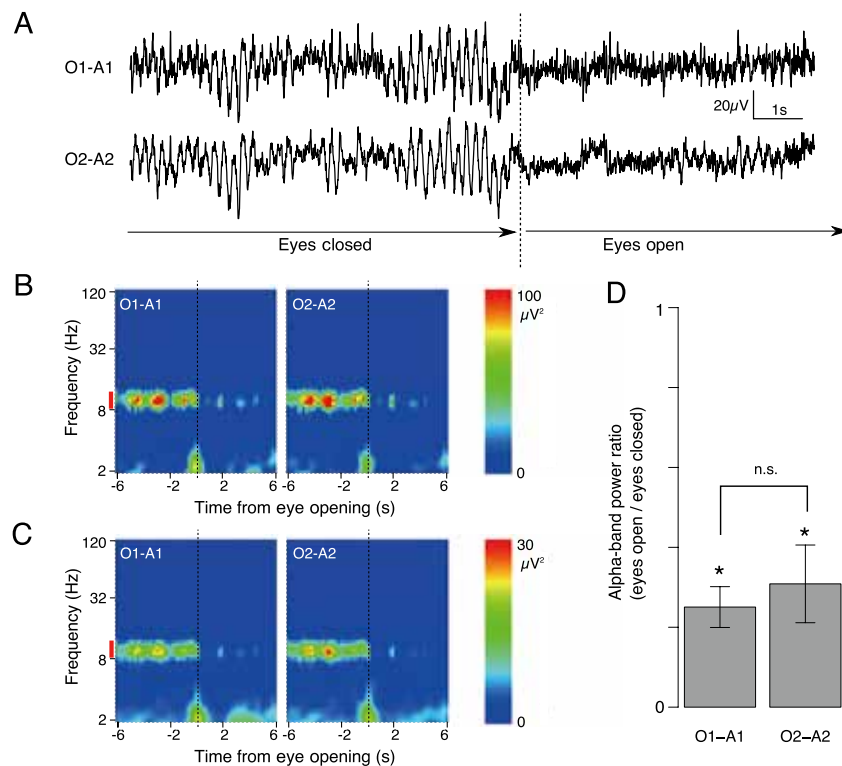 A
O1-A1
O2-A2
20µV
1s
Eyes closed
Eyes open
B
O1-A1
O2-A2
120
32
8
2
Frequency (Hz)
-6
-2
2
6
-6
-2
2
6
Time from eye opening (s)
100
µV²
0
C
O1-A1
O2-A2
120
32
8
2
Frequency (Hz)
-6
-2
2
6
-6
-2
2
6
Time from eye opening (s)
30
µV²
0
D
1
0
Alpha-band power ratio
(eyes open / eyes closed)
n.s.
*
*
O1–A1
O2–A2